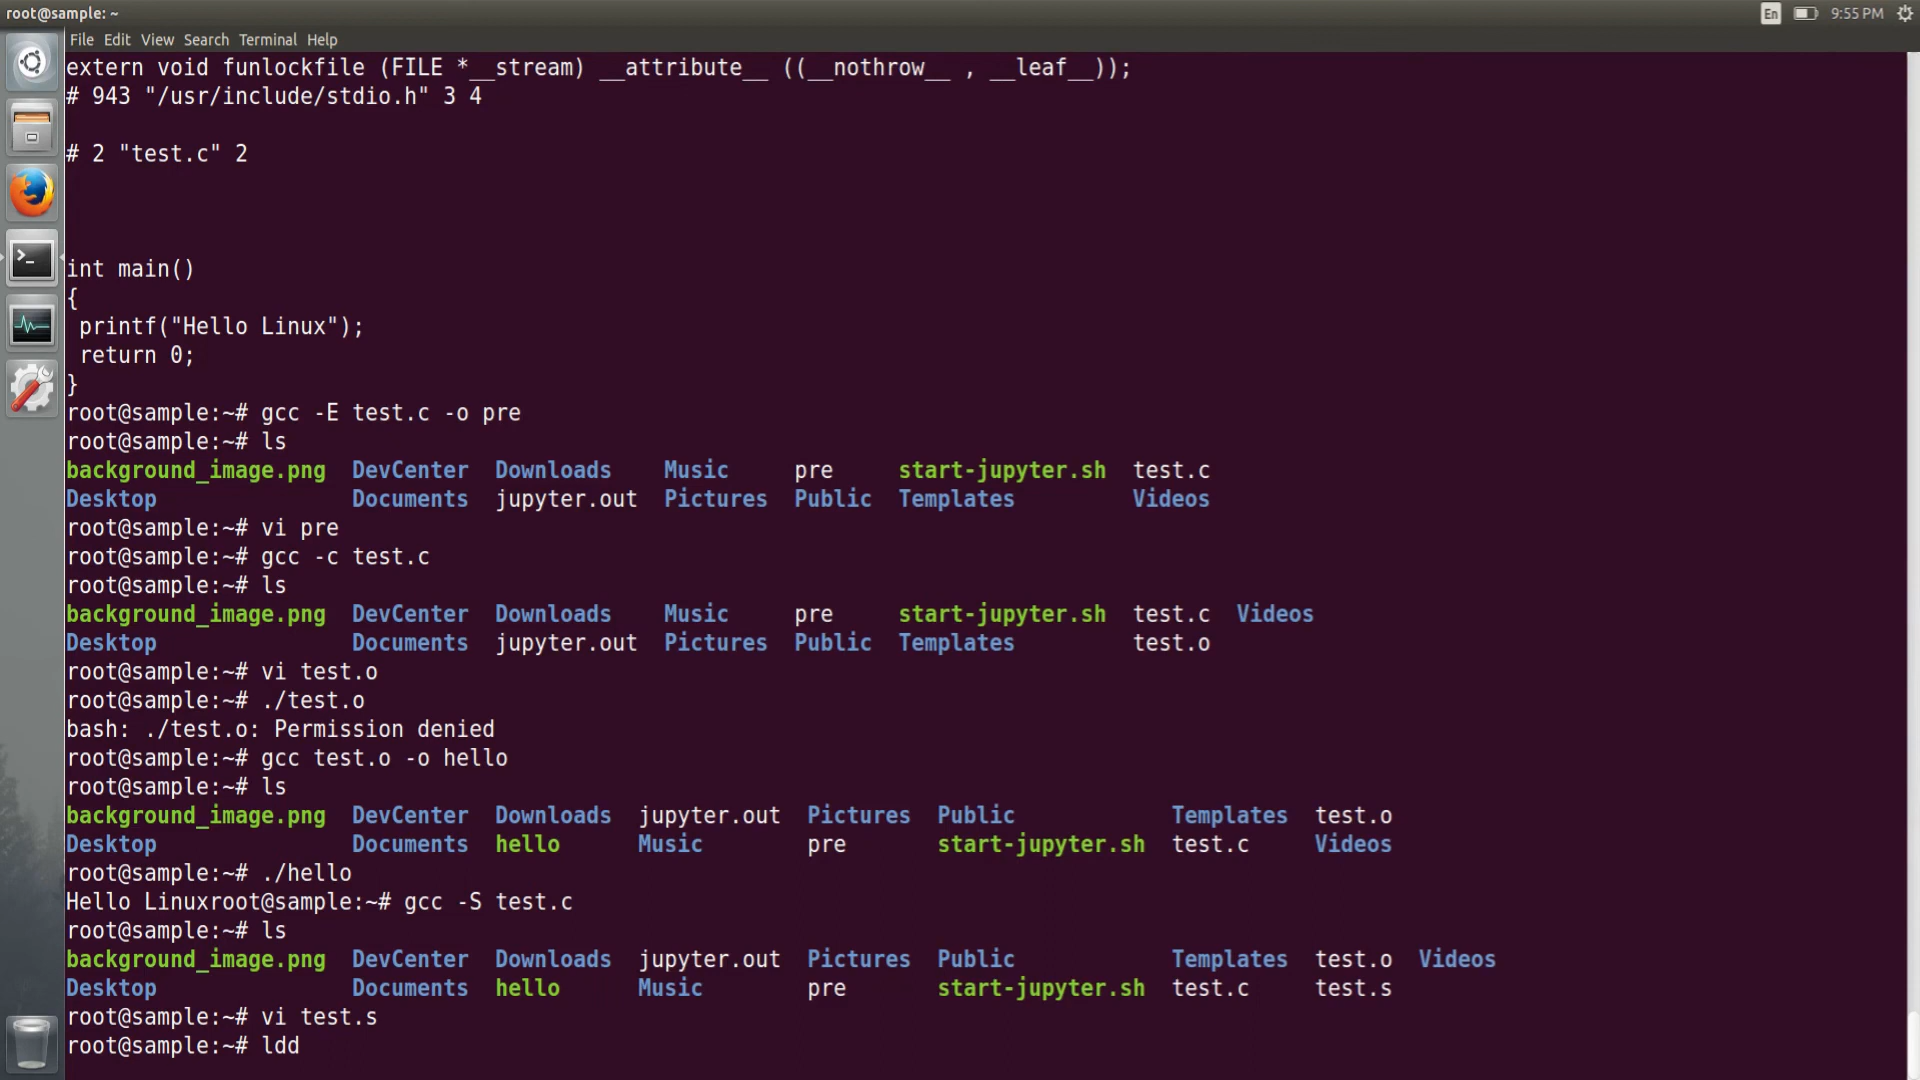 root@sample: ~
En 9:55 PM
File Edit View Search Terminal Help
extern void funlockfile (FILE *__stream) __attribute__ ((__nothrow__ , __leaf__));
# 943 "/usr/include/stdio.h" 3 4
# 2 "test.c" 2
int main()
{
 printf("Hello Linux");
 return 0;
}
root@sample:~# gcc -E test.c -o pre
root@sample:~# ls
background_image.png  DevCenter  Downloads    Music     pre     start-jupyter.sh  test.c
Desktop               Documents  jupyter.out  Pictures  Public  Templates         Videos
root@sample:~# vi pre
root@sample:~# gcc -c test.c
root@sample:~# ls
background_image.png  DevCenter  Downloads    Music     pre     start-jupyter.sh  test.c  Videos
Desktop               Documents  jupyter.out  Pictures  Public  Templates         test.o
root@sample:~# vi test.o
root@sample:~# ./test.o
bash: ./test.o: Permission denied
root@sample:~# gcc test.o -o hello
root@sample:~# ls
background_image.png  DevCenter  Downloads  jupyter.out  Pictures  Public            Templates  test.o
Desktop               Documents  hello      Music        pre       start-jupyter.sh  test.c     Videos
root@sample:~# ./hello
Hello Linuxroot@sample:~# gcc -S test.c
root@sample:~# ls
background_image.png  DevCenter  Downloads  jupyter.out  Pictures  Public            Templates  test.o  Videos
Desktop               Documents  hello      Music        pre       start-jupyter.sh  test.c     test.s
root@sample:~# vi test.s
root@sample:~# ldd